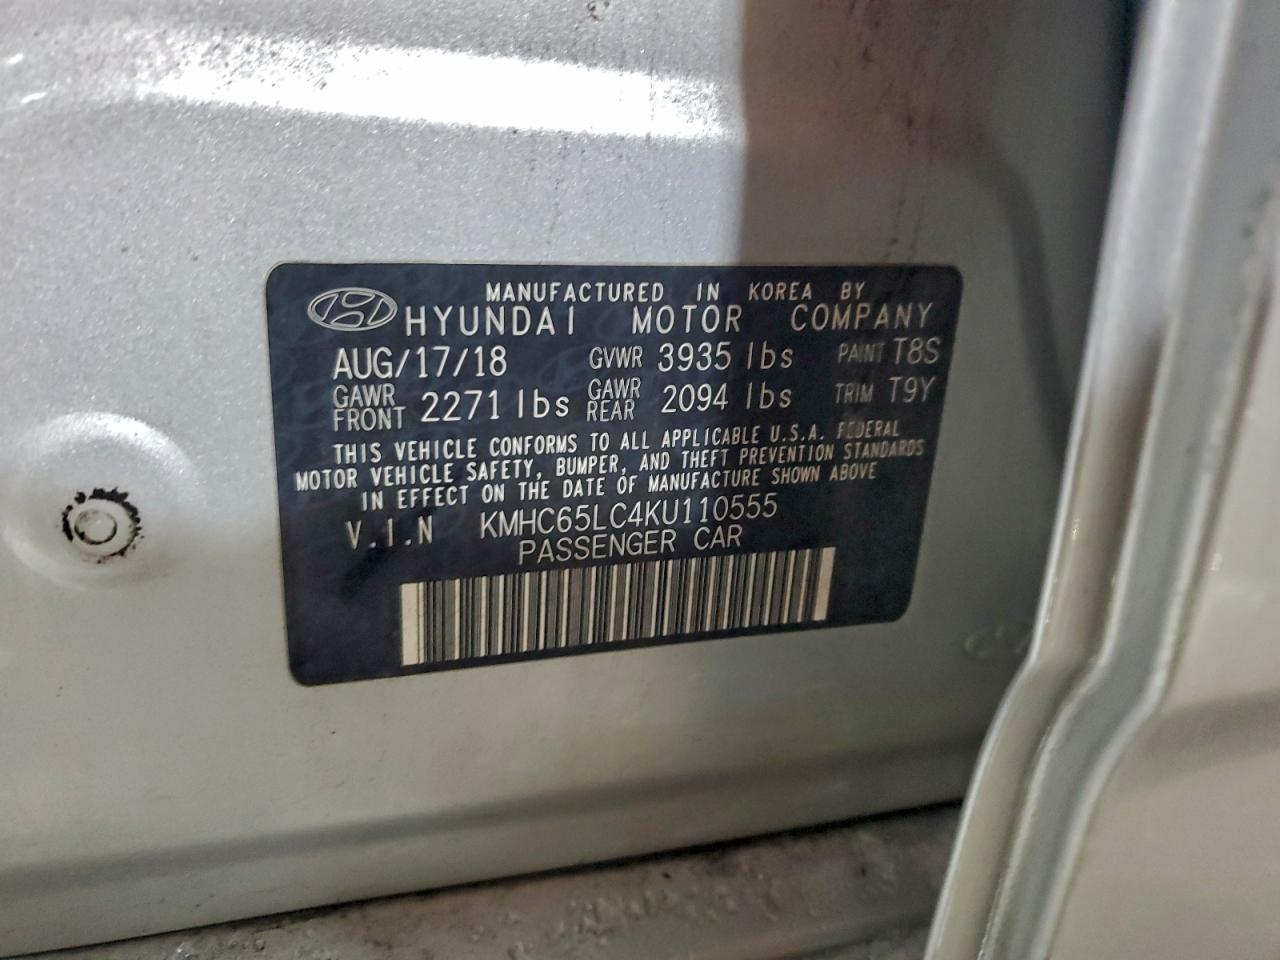 MANUFACTURED IN KOREA BY
HYUNDAI MOTOR COMPANY
AUG/17/18 GVWR 3935 lbs PAINT T8S
GAWR FRONT 2271 lbs GAWR REAR 2094 lbs TRIM T9Y
THIS VEHICLE CONFORMS TO ALL APPLICABLE U.S.A. FEDERAL
MOTOR VEHICLE SAFETY, BUMPER, AND THEFT PREVENTION STANDARDS
IN EFFECT ON THE DATE OF MANUFACTURE SHOWN ABOVE
V.I.N KMHC65LC4KU110555
PASSENGER CAR